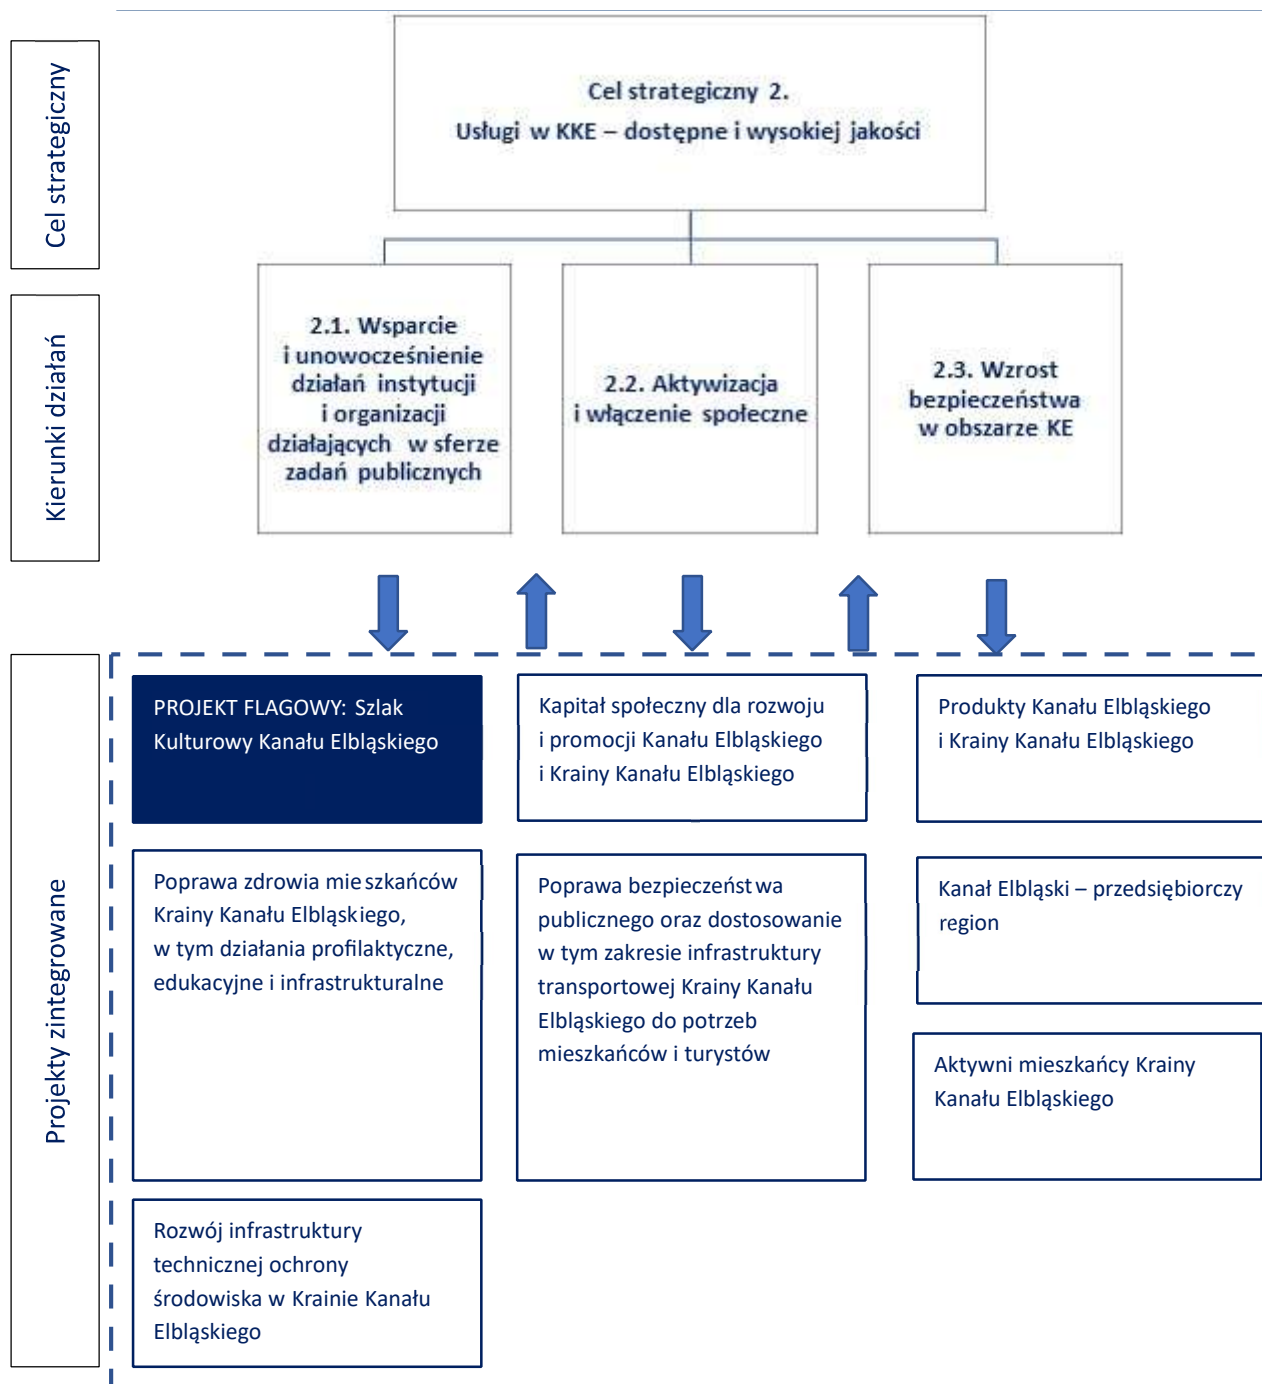 Cel strategiczny
Cel strategiczny 2.
Usługi w KKE – dostępne i wysokiej jakości
Kierunki działań
2.1. Wsparcie
i unowocześnienie
działań instytucji
i organizacji
działających w sferze
zadań publicznych
2.2. Aktywizacja
i włączenie społeczne
2.3. Wzrost
bezpieczeństwa
w obszarze KE
Projekty zintegrowane
PROJEKT FLAGOWY: Szlak
Kulturowy Kanału Elbląskiego
Kapitał społeczny dla rozwoju
i promocji Kanału Elbląskiego
i Krainy Kanału Elbląskiego
Produkty Kanału Elbląskiego
i Krainy Kanału Elbląskiego
Poprawa zdrowia mieszkańców
Krainy Kanału Elbląskiego,
w tym działania profilaktyczne,
edukacyjne i infrastrukturalne
Poprawa bezpieczeństwa
publicznego oraz dostosowanie
w tym zakresie infrastruktury
transportowej Krainy Kanału
Elbląskiego do potrzeb
mieszkańców i turystów
Kanał Elbląski – przedsiębiorczy
region
Aktywni mieszkańcy Krainy
Kanału Elbląskiego
Rozwój infrastruktury
technicznej ochrony
środowiska w Krainie Kanału
Elbląskiego